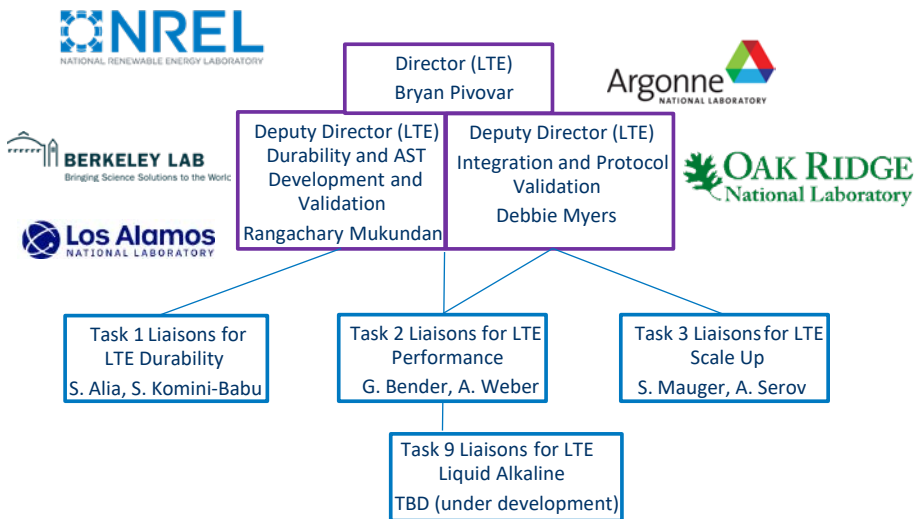 NREL
NATIONAL RENEWABLE ENERGY LABORATORY
Director (LTE)
Bryan Pivovar
Argonne
NATIONAL LABORATORY
BERKELEY LAB
Bringing Science Solutions to the World
Deputy Director (LTE)
Durability and AST
Development and
Validation
Rangachary Mukundan
Deputy Director (LTE)
Integration and Protocol
Validation
Debbie Myers
OAK RIDGE
National Laboratory
Los Alamos
NATIONAL LABORATORY
Task 1 Liaisons for
LTE Durability
S. Alia, S. Komini-Babu
Task 2 Liaisons for LTE
Performance
G. Bender, A. Weber
Task 3 Liaisons for LTE
Scale Up
S. Mauger, A. Serov
Task 9 Liaisons for LTE
Liquid Alkaline
TBD (under development)